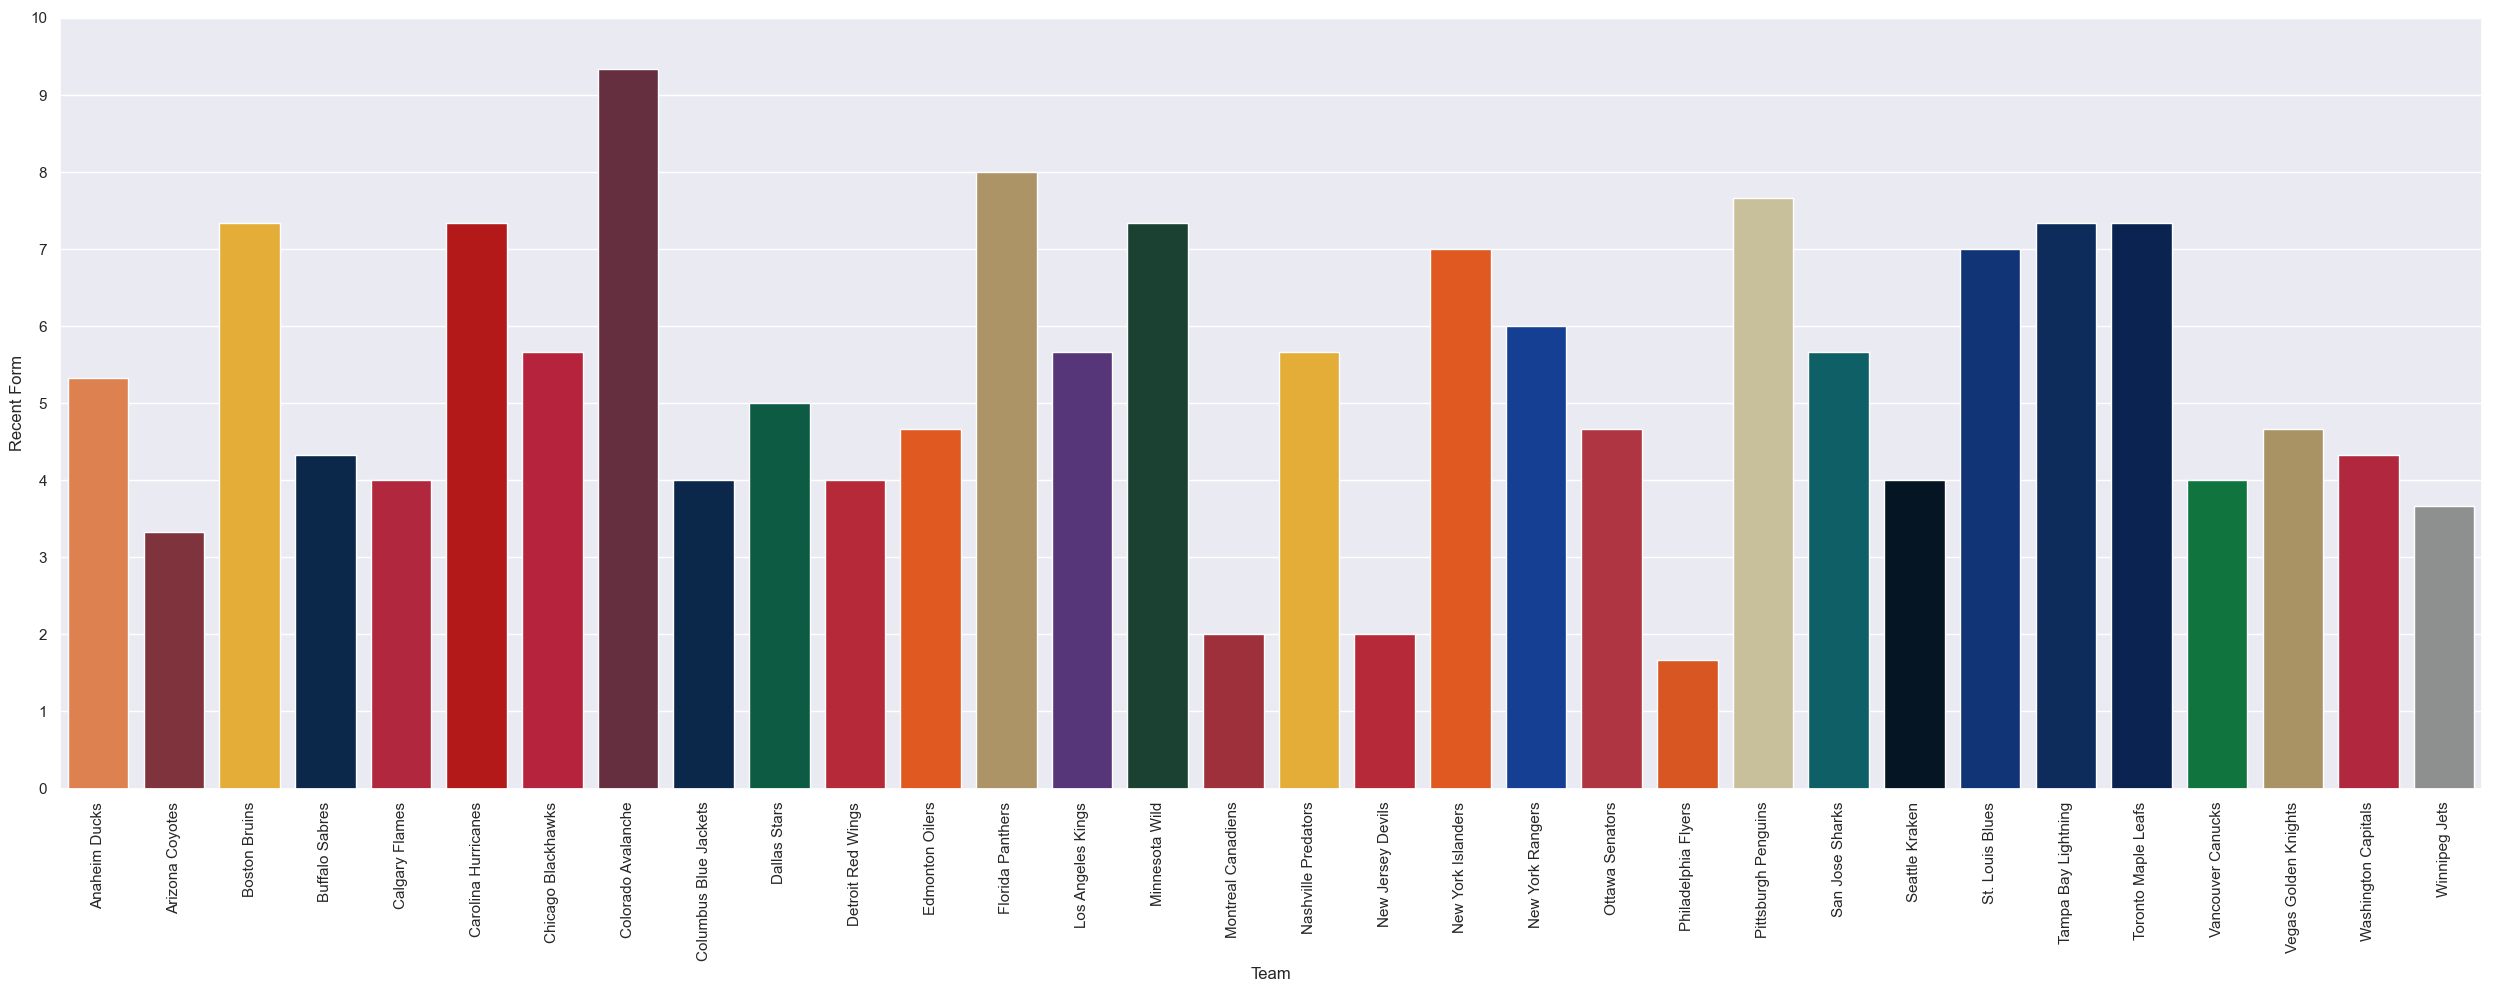 10
9
8
7
6
5
4
3
2
1
0
Recent Form
Anaheim Ducks
Arizona Coyotes
Boston Bruins
Buffalo Sabres
Calgary Flames
Carolina Hurricanes
Chicago Blackhawks
Colorado Avalanche
Columbus Blue Jackets
Dallas Stars
Detroit Red Wings
Edmonton Oilers
Florida Panthers
Los Angeles Kings
Minnesota Wild
Montreal Canadiens
Nashville Predators
New Jersey Devils
New York Islanders
New York Rangers
Ottawa Senators
Philadelphia Flyers
Pittsburgh Penguins
San Jose Sharks
Seattle Kraken
St. Louis Blues
Tampa Bay Lightning
Toronto Maple Leafs
Vancouver Canucks
Vegas Golden Knights
Washington Capitals
Winnipeg Jets
Team